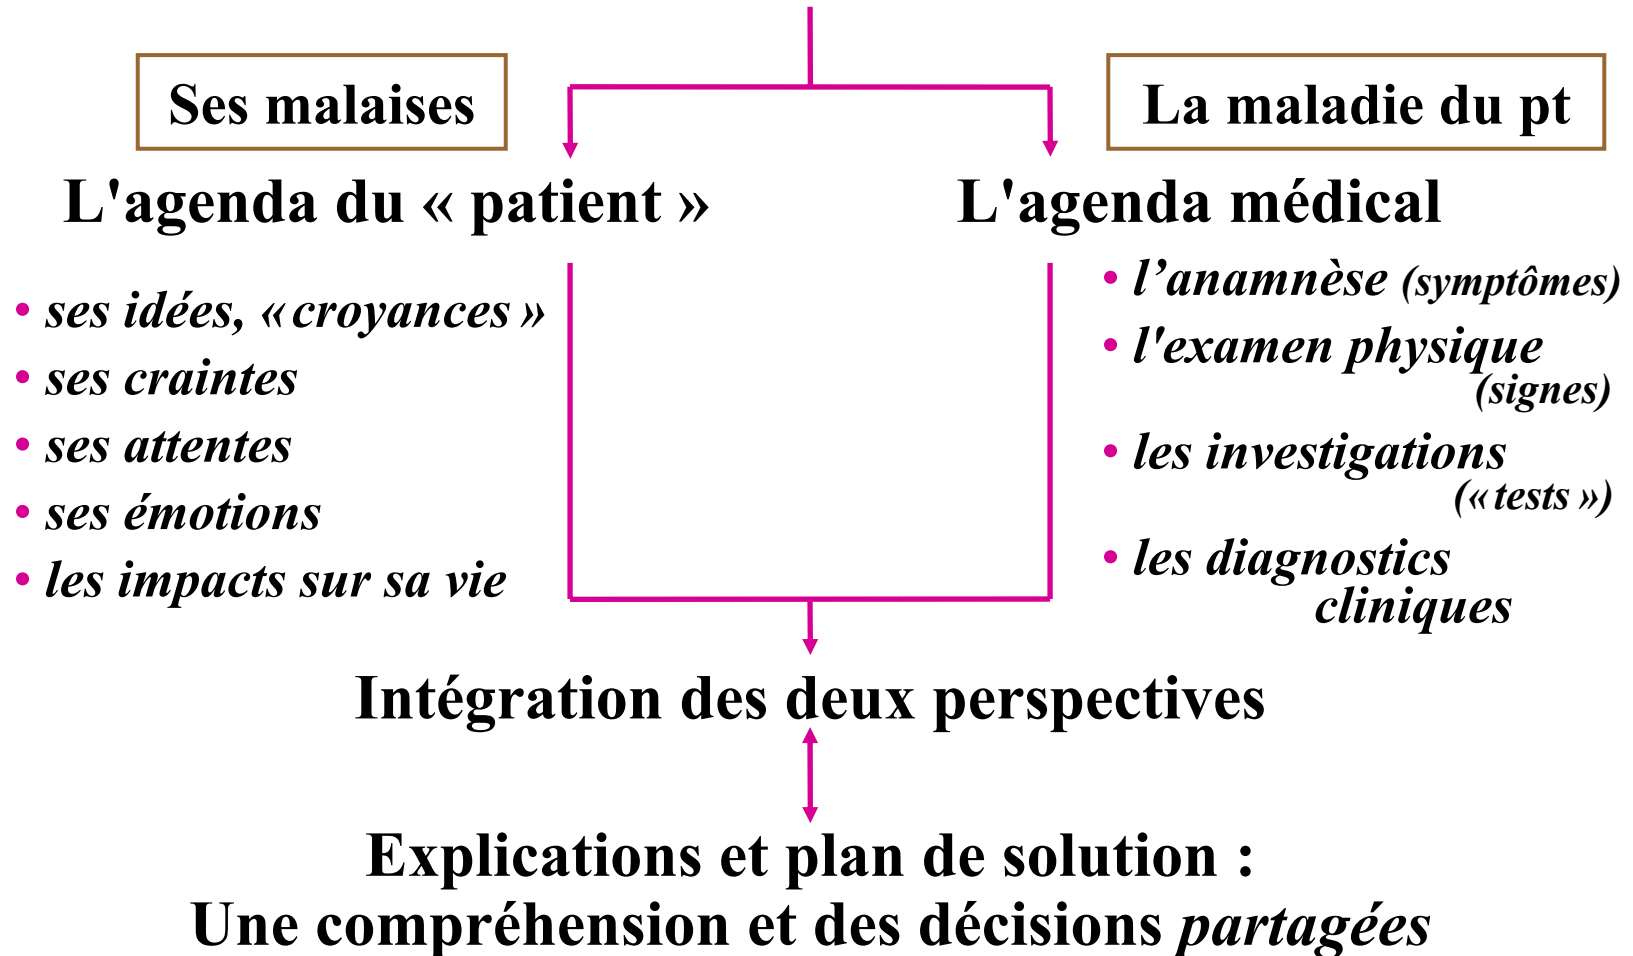 Ses malaises
La maladie du pt
L'agenda du « patient »
• ses idées, « croyances »
• ses craintes
• ses attentes
• ses émotions
• les impacts sur sa vie
L'agenda médical
• l’anamnèse (symptômes)
• l'examen physique
(signes)
• les investigations
(« tests »)
• les diagnostics
cliniques
Intégration des deux perspectives
Explications et plan de solution :
Une compréhension et des décisions partagées